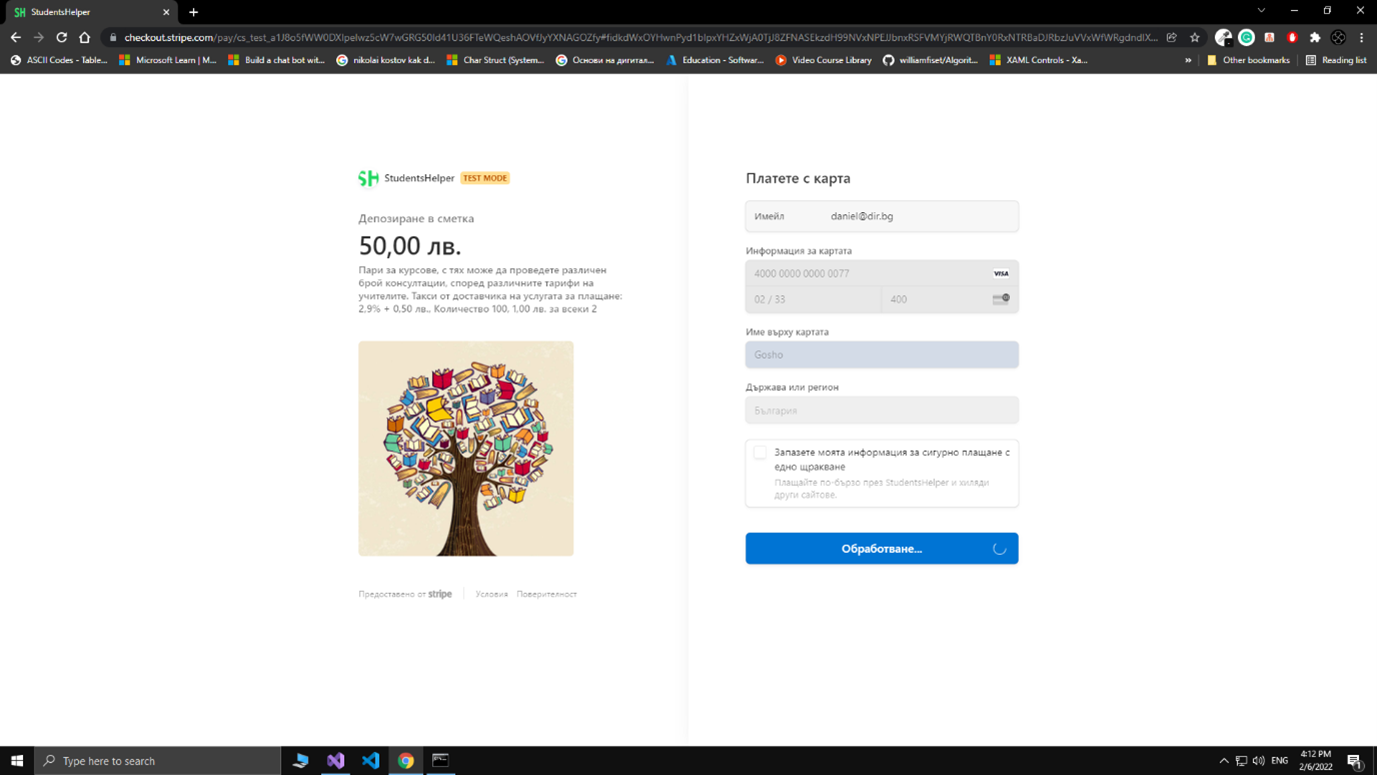 StudentsHelper
checkout.stripe.com
ASCII Codes - Table...
Microsoft Learn | M...
Build a chat bot wit...
nikolai kostov kak d...
Char Struct (System...
Основи на дигитал...
Education - Softwar...
Video Course Library
williamfiset/Algorit...
XAML Controls - Xa...
»
Other bookmarks
Reading list
SH StudentsHelper TEST MODE
Депозиране в сметка
50,00 лв.
Пари за курсове, с тях може да проведете различен
брой консултации, според различните тарифи на
учителите. Такси от доставчика на услугата за плащане:
2,9% + 0,50 лв., Количество 100, 1,00 лв. за всеки 2
Предоставено от stripe
Условия Поверителност
Платете с карта
Имейл daniel@dir.bg
Информация за картата
4000 0000 0000 0077 VISA
02 / 33 400
Име върху картата
Gosho
Държава или регион
България
Запазете моята информация за сигурно плащане с
едно щракване
Плащайте по-бързо през StudentsHelper и хиляди
други сайтове.
Обработване...
Type here to search
ENG
4:12 PM
2/6/2022
1